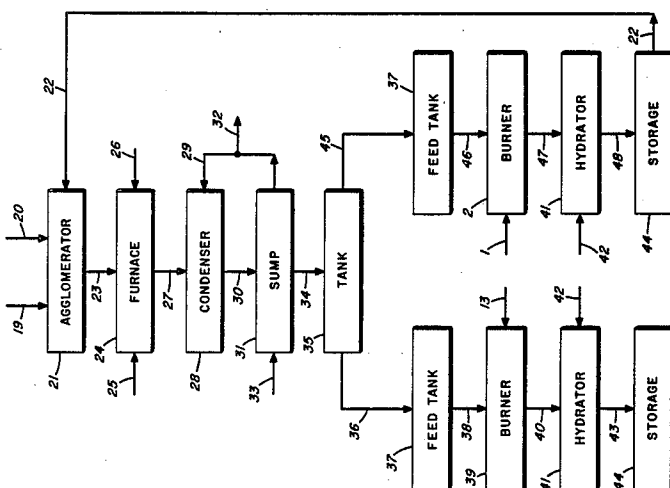 22
22
20
19
AGGLOMERATOR
21
23
26
FURNACE
24
25
27
29
32
CONDENSER
28
30
SUMP
31
33
34
TANK
35
45
36
37
FEED TANK
46
BURNER
2
1
47
HYDRATOR
41
42
48
STORAGE
44
37
FEED TANK
38
13
BURNER
39
40
42
HYDRATOR
41
43
STORAGE
44